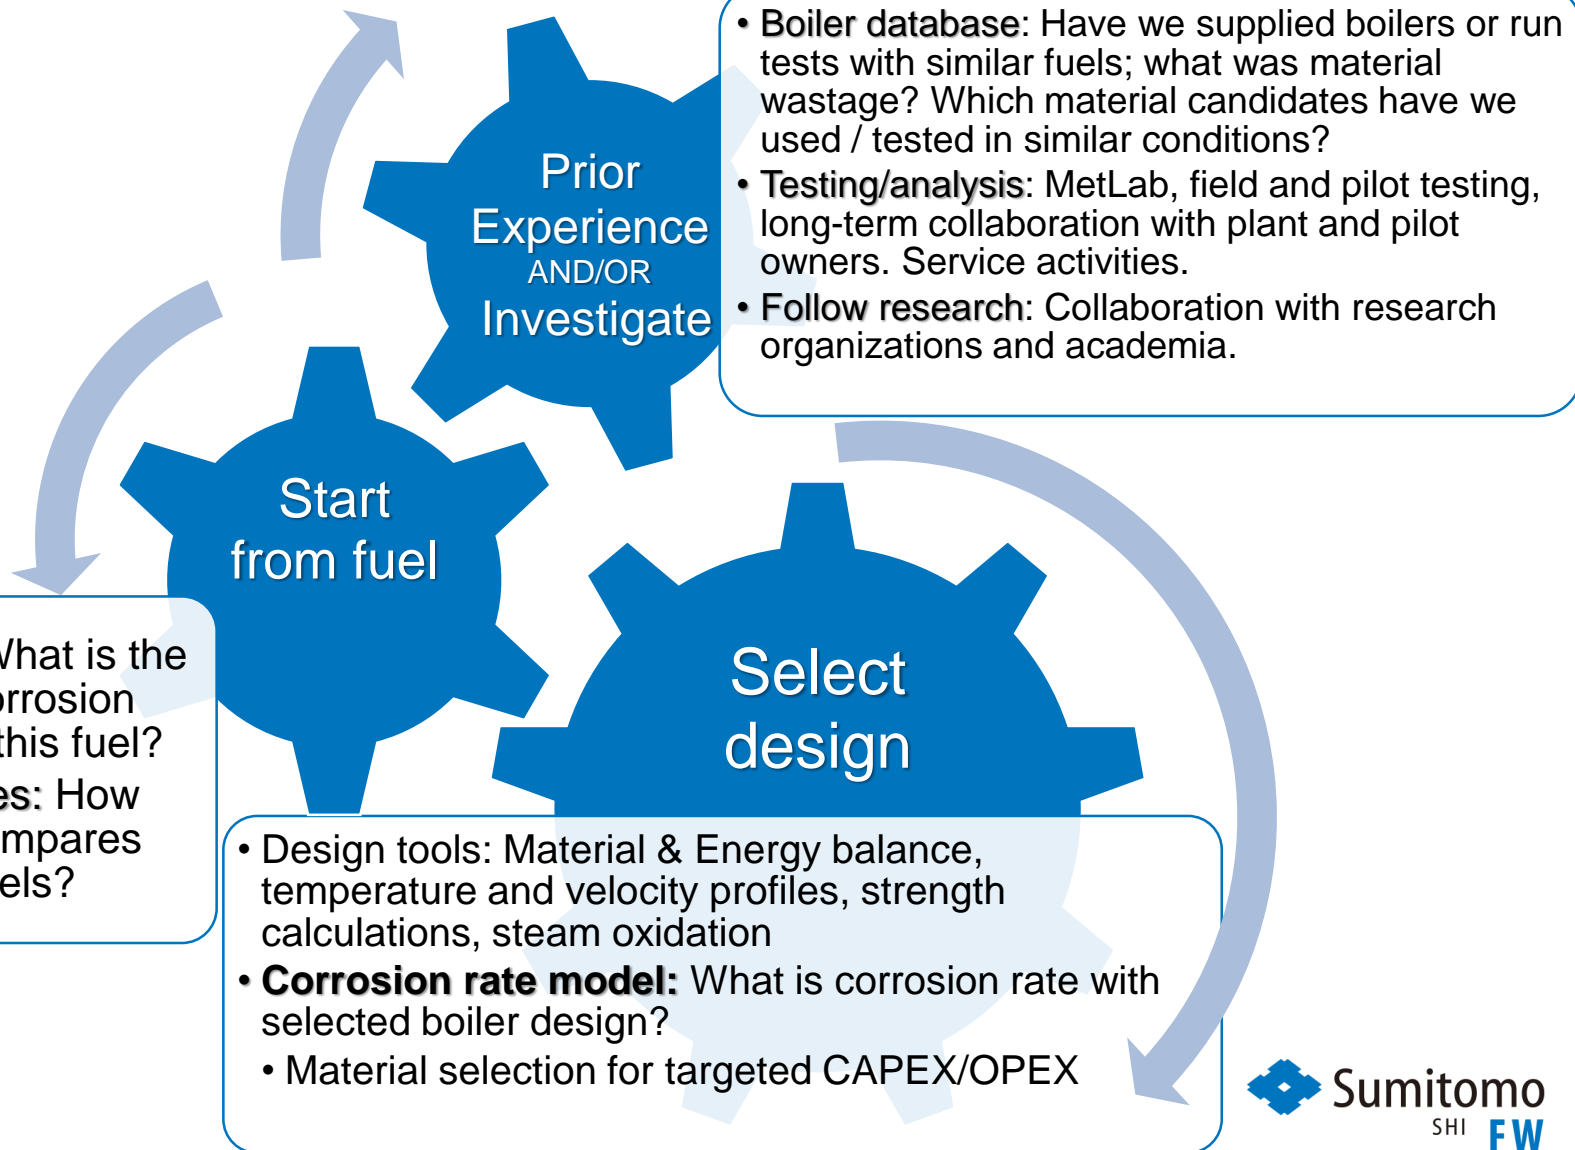 • Boiler database: Have we supplied boilers or run
tests with similar fuels; what was material
wastage? Which material candidates have we
used / tested in similar conditions?
• Testing/analysis: MetLab, field and pilot testing,
long-term collaboration with plant and pilot
owners. Service activities.
• Follow research: Collaboration with research
organizations and academia.
Prior
Experience
AND/OR
Investigate
Start
from fuel
What is the
orrosion
this fuel?
es: How
mpares
els?
Select
design
• Design tools: Material & Energy balance,
temperature and velocity profiles, strength
calculations, steam oxidation
• Corrosion rate model: What is corrosion rate with
selected boiler design?
• Material selection for targeted CAPEX/OPEX
Sumitomo
SHI FW